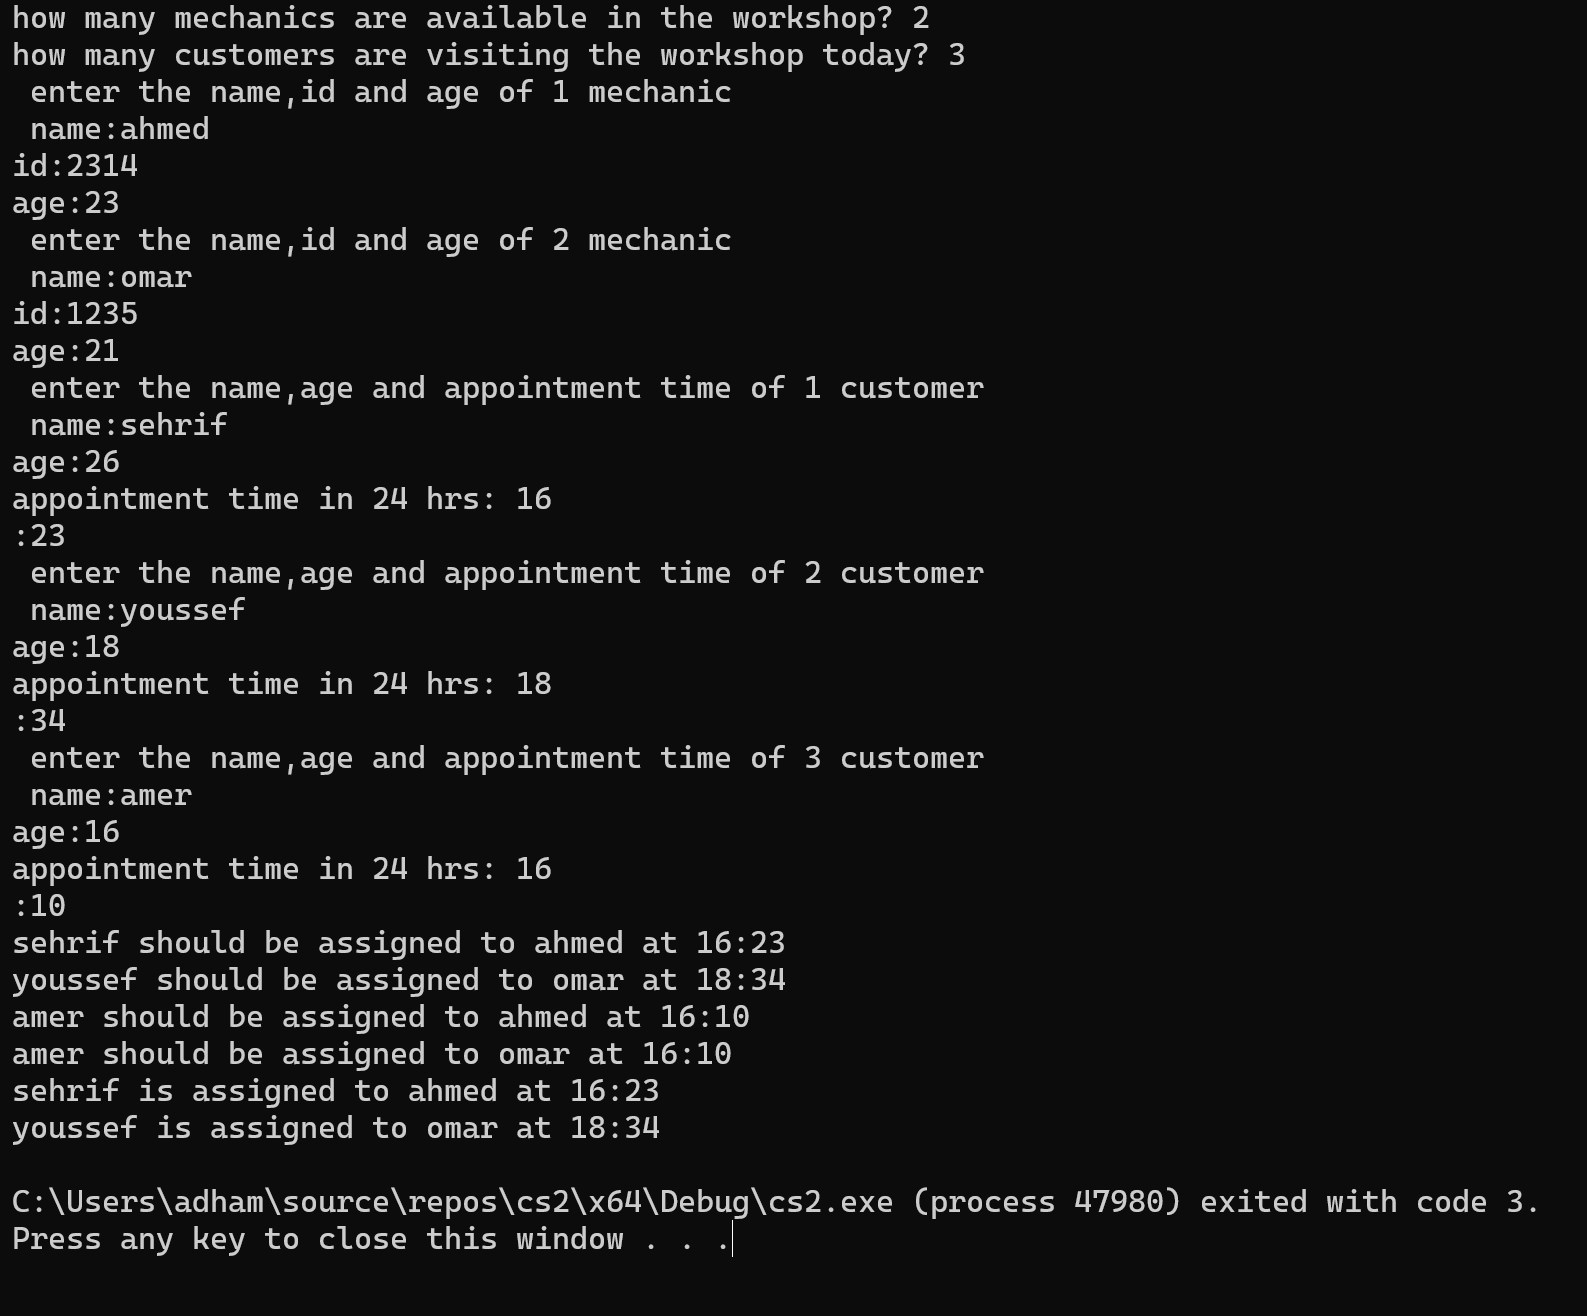 how many mechanics are available in the workshop? 2
how many customers are visiting the workshop today? 3
 enter the name,id and age of 1 mechanic
 name:ahmed
id:2314
age:23
 enter the name,id and age of 2 mechanic
 name:omar
id:1235
age:21
 enter the name,age and appointment time of 1 customer
 name:sehrif
age:26
appointment time in 24 hrs: 16
:23
 enter the name,age and appointment time of 2 customer
 name:youssef
age:18
appointment time in 24 hrs: 18
:34
 enter the name,age and appointment time of 3 customer
 name:amer
age:16
appointment time in 24 hrs: 16
:10
sehrif should be assigned to ahmed at 16:23
youssef should be assigned to omar at 18:34
amer should be assigned to ahmed at 16:10
amer should be assigned to omar at 16:10
sehrif is assigned to ahmed at 16:23
youssef is assigned to omar at 18:34

C:\Users\adham\source\repos\cs2\x64\Debug\cs2.exe (process 47980) exited with code 3.
Press any key to close this window . . .